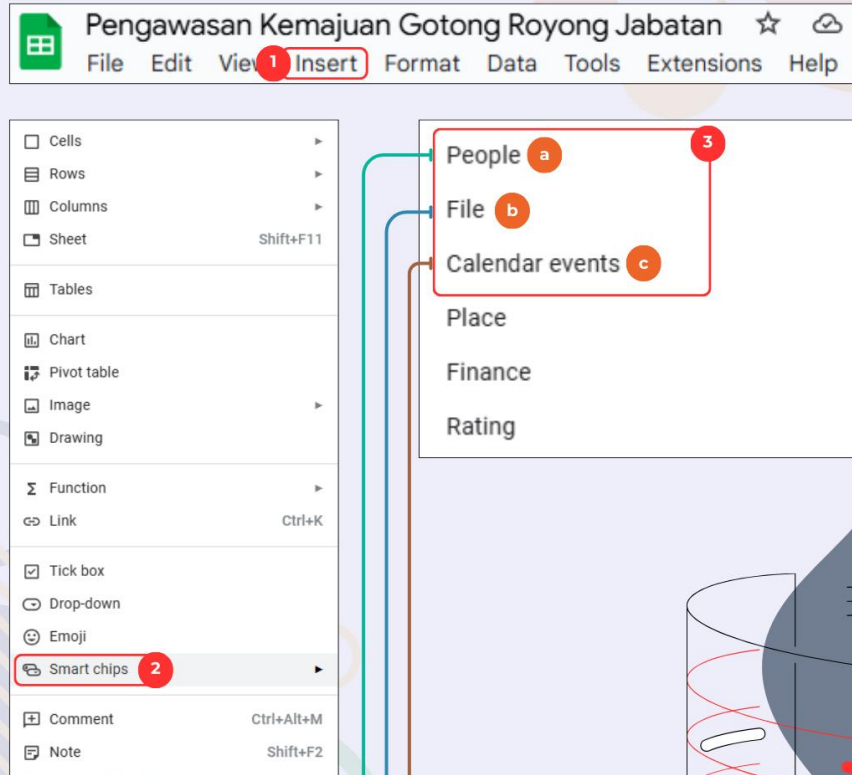 Pengawasan Kemajuan Gotong Royong Jabatan
File Edit View 1 Insert Format Data Tools Extensions Help
Cells
Rows
Columns
Sheet Shift+F11
Tables
Chart
Pivot table
Image
Drawing
Function
Link Ctrl+K
Tick box
Drop-down
Emoji
Smart chips 2
Comment Ctrl+Alt+M
Note Shift+F2
3
People a
File b
Calendar events c
Place
Finance
Rating